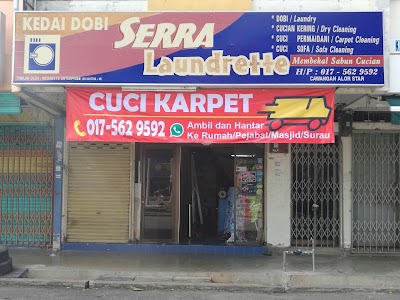 KEDAI DOBI
SERRA
Laundrette
* DOBI / Laundry
* CUCIAN KERING / Dry Cleaning
* CUCI PERMAIDANI / Carpet Cleaning
* CUCI SOFA / Sofa Cleaning
Membekal Sabun Cucian
H/P : 017 - 562 9592
CAWANGAN ALOR STAR
CUCI KARPET
017-562 9592
Ambil dan Hantar
Ke Rumah/Pejabat/Masjid/Surau